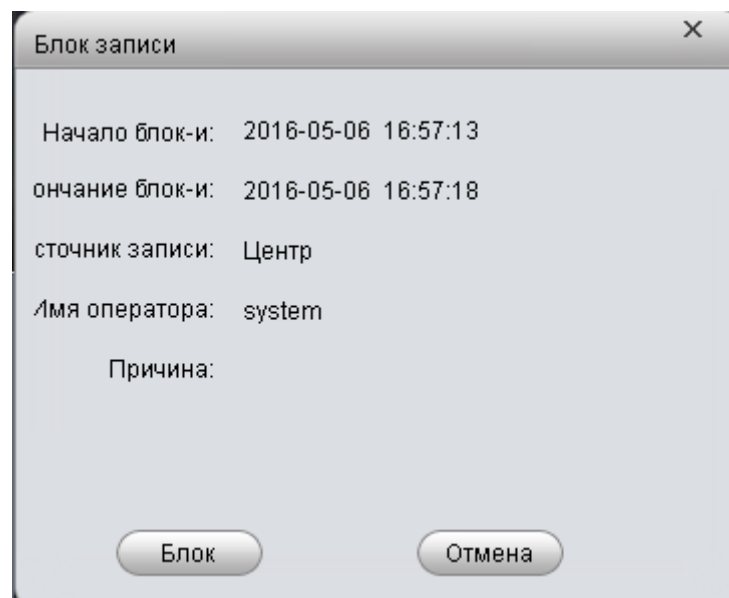 Блок записи
Начало блок-и: 2016-05-06 16:57:13
ончание блок-и: 2016-05-06 16:57:18
сточник записи: Центр
Имя оператора: system
Причина:
Блок Отмена